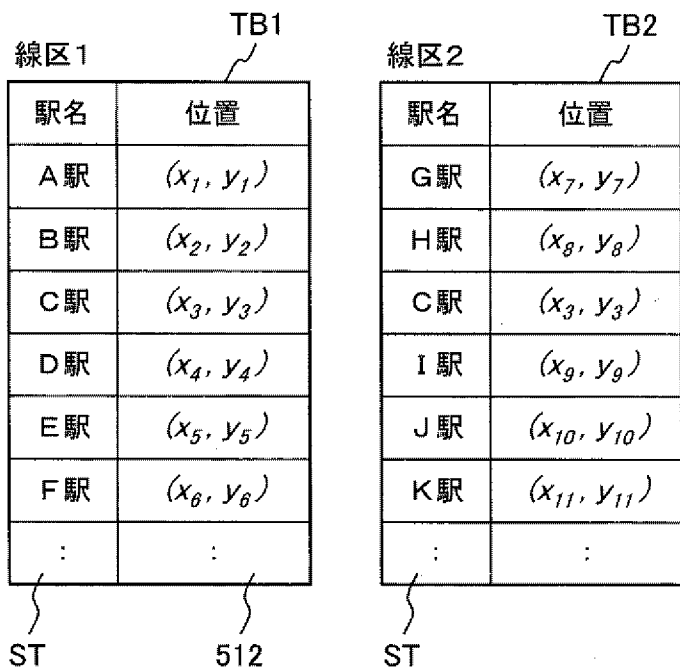 TB1
線区1
駅名 位置
A駅 (x₁, y₁)
B駅 (x₂, y₂)
C駅 (x₃, y₃)
D駅 (x₄, y₄)
E駅 (x₅, y₅)
F駅 (x₆, y₆)
: :
ST 512
TB2
線区2
駅名 位置
G駅 (x₇, y₇)
H駅 (x₈, y₈)
C駅 (x₃, y₃)
I駅 (x₉, y₉)
J駅 (x₁₀, y₁₀)
K駅 (x₁₁, y₁₁)
: :
ST